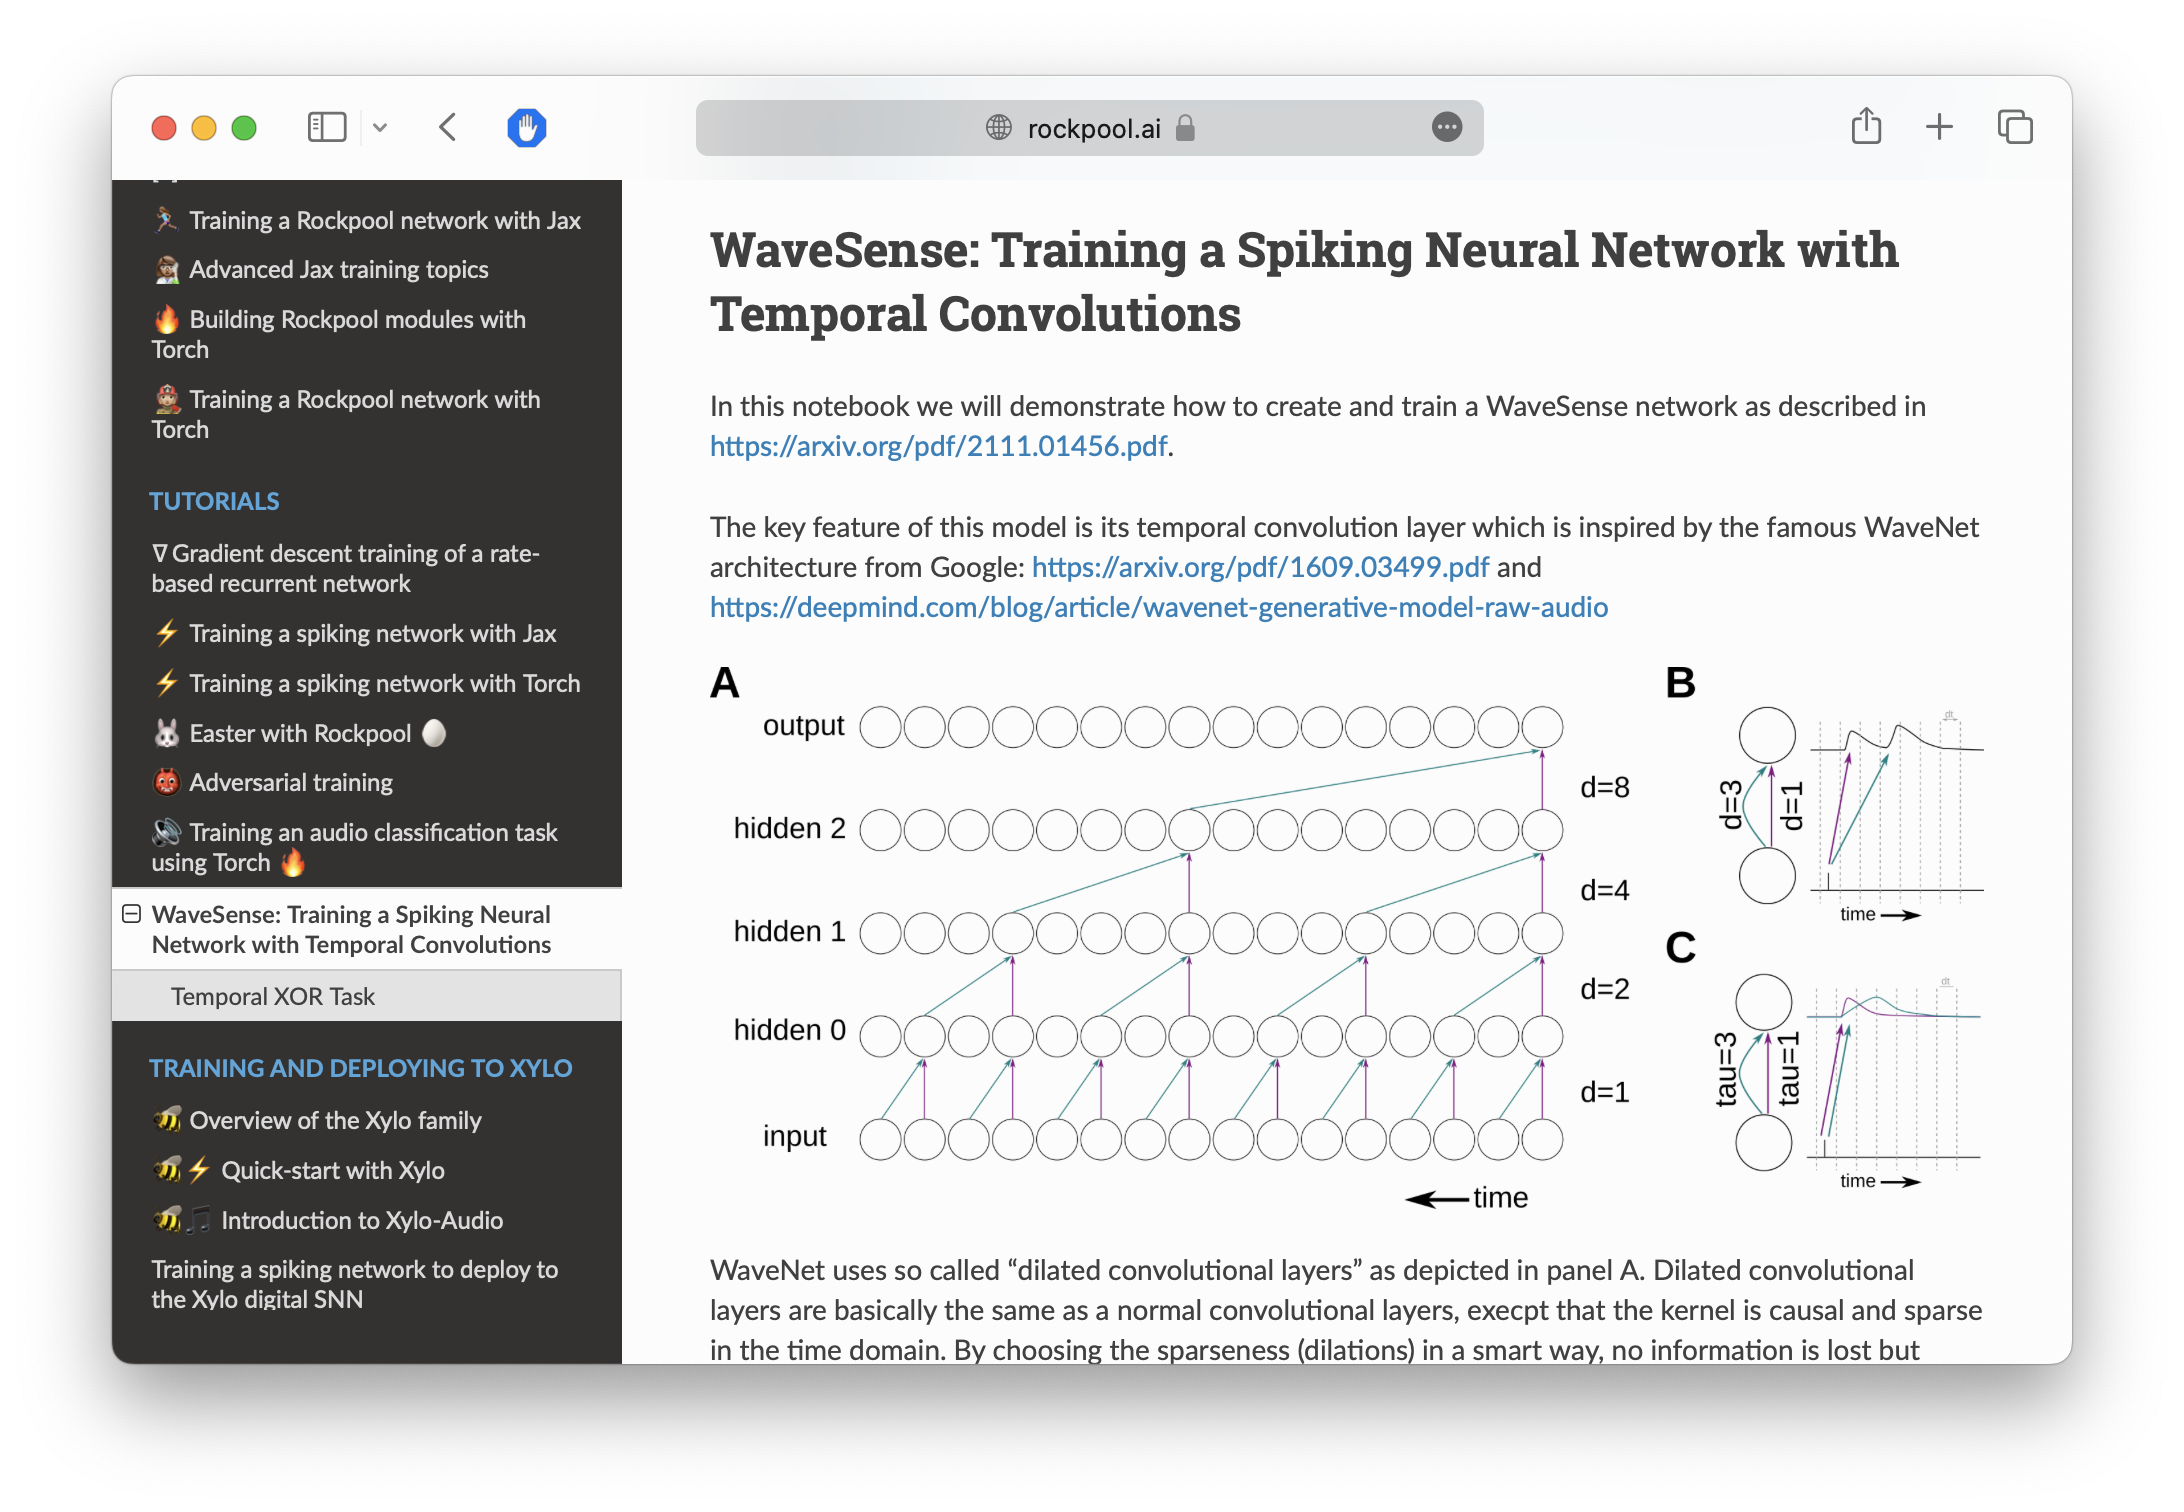 rockpool.ai
🏃🏾‍♀️ Training a Rockpool network with Jax
👩🏽‍🔬 Advanced Jax training topics
🔥 Building Rockpool modules with
Torch
👩🏼‍🚒 Training a Rockpool network with
Torch
TUTORIALS
∇ Gradient descent training of a rate-
based recurrent network
⚡ Training a spiking network with Jax
⚡ Training a spiking network with Torch
🐰 Easter with Rockpool 🥚
👹 Adversarial training
🔊 Training an audio classification task
using Torch 🔥
WaveSense: Training a Spiking Neural
Network with Temporal Convolutions
Temporal XOR Task
TRAINING AND DEPLOYING TO XYLO
🐝 Overview of the Xylo family
🐝⚡ Quick-start with Xylo
🐝🎵 Introduction to Xylo-Audio
Training a spiking network to deploy to
the Xylo digital SNN
WaveSense: Training a Spiking Neural Network with
Temporal Convolutions
In this notebook we will demonstrate how to create and train a WaveSense network as described in
https://arxiv.org/pdf/2111.01456.pdf.
The key feature of this model is its temporal convolution layer which is inspired by the famous WaveNet
architecture from Google: https://arxiv.org/pdf/1609.03499.pdf and
https://deepmind.com/blog/article/wavenet-generative-model-raw-audio
A
output
d=8
hidden 2
d=4
hidden 1
d=2
hidden 0
d=1
input
time
B
dt
d=3
d=1
time
C
dt
tau=3
tau=1
time
WaveNet uses so called “dilated convolutional layers” as depicted in panel A. Dilated convolutional
layers are basically the same as a normal convolutional layers, execpt that the kernel is causal and sparse
in the time domain. By choosing the sparseness (dilations) in a smart way, no information is lost but